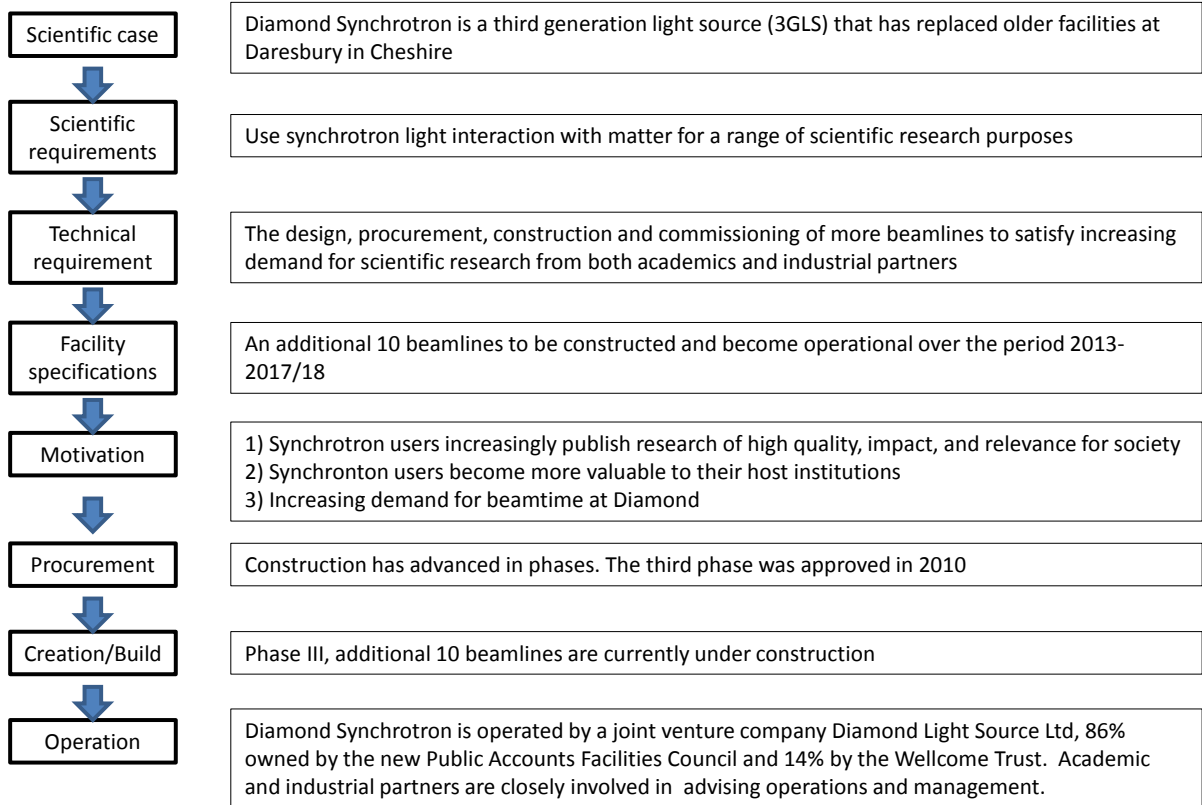 Scientific case
Diamond Synchrotron is a third generation light source (3GLS) that has replaced older facilities at
Daresbury in Cheshire
Scientific
requirements
Use synchrotron light interaction with matter for a range of scientific research purposes
Technical
requirement
The design, procurement, construction and commissioning of more beamlines to satisfy increasing
demand for scientific research from both academics and industrial partners
Facility
specifications
An additional 10 beamlines to be constructed and become operational over the period 2013-
2017/18
Motivation
1) Synchrotron users increasingly publish research of high quality, impact, and relevance for society
2) Synchronton users become more valuable to their host institutions
3) Increasing demand for beamtime at Diamond
Procurement
Construction has advanced in phases. The third phase was approved in 2010
Creation/Build
Phase III, additional 10 beamlines are currently under construction
Operation
Diamond Synchrotron is operated by a joint venture company Diamond Light Source Ltd, 86%
owned by the new Public Accounts Facilities Council and 14% by the Wellcome Trust.  Academic
and industrial partners are closely involved in  advising operations and management.